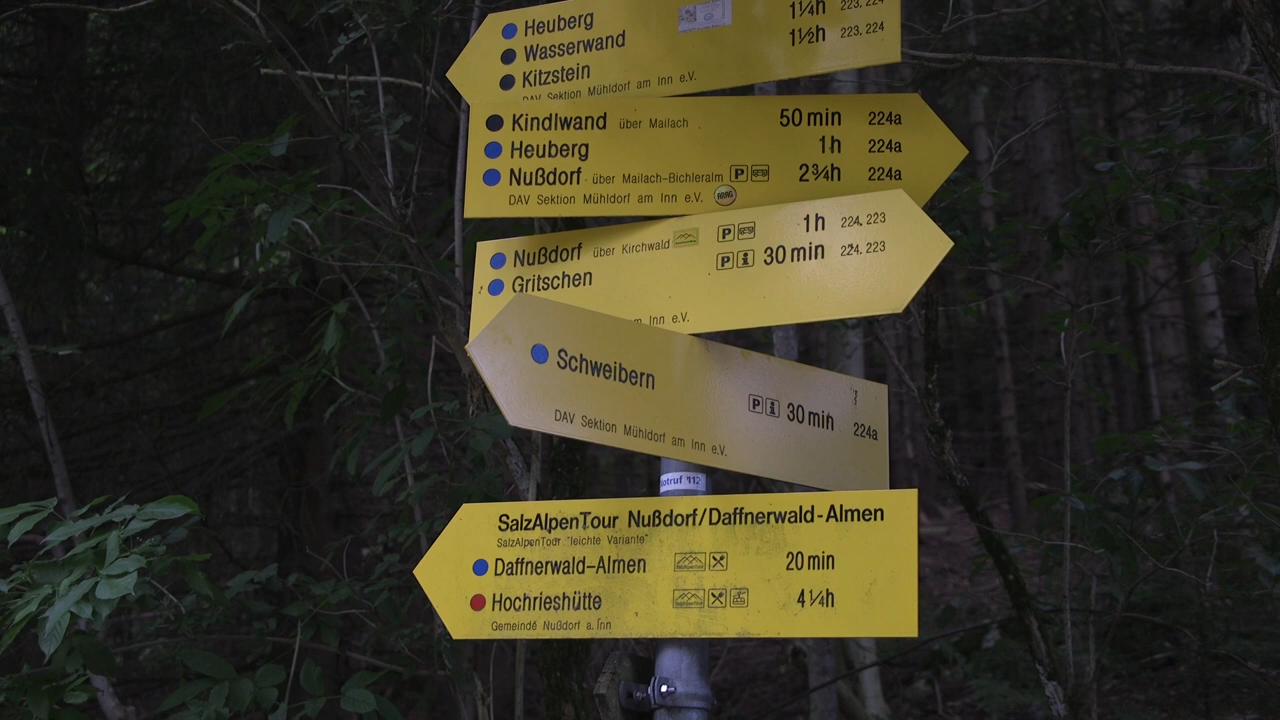 Heuberg 1¼h 223, 224
Wasserwand 1½h 223, 224
Kitzstein
DAV Sektion Mühldorf am Inn e.V.
Kindlwand über Mailach 50 min 224a
Heuberg 1h 224a
Nußdorf über Mailach-Bichleralm P 2¾h 224a
DAV Sektion Mühldorf am Inn e.V. ARAG
Nußdorf über Kirchwald P 1h 224, 223
Gritschen P i 30 min 224, 223
m Inn e.V.
Schweibern P i 30 min 224a
DAV Sektion Mühldorf am Inn e.V.
Notruf 112
SalzAlpenTour Nußdorf/Daffnerwald-Almen
SalzAlpenTour "leichte Variante"
Daffnerwald-Almen 20 min
Hochrieshütte 4¼h
Gemeinde Nußdorf a. Inn